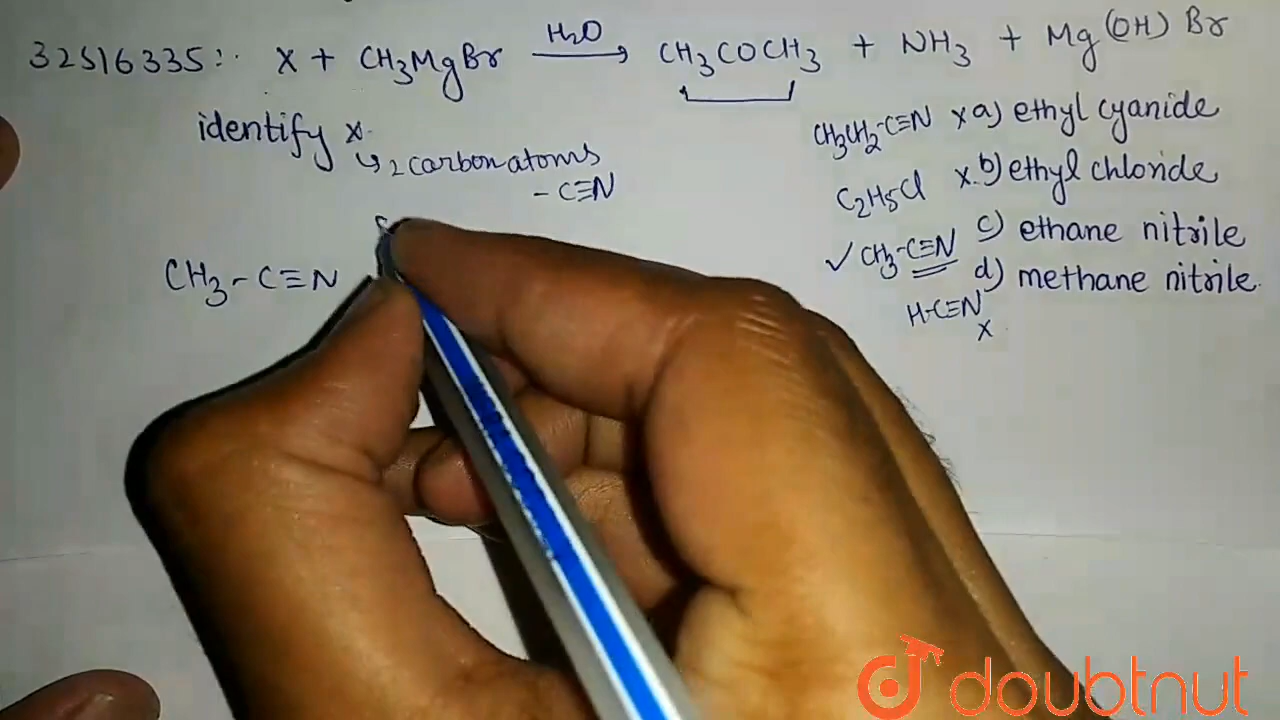 32516335:. X + CH3MgBr H2O → CH3COCH3 + NH3 + Mg(OH)Br
identify x.
↳ 2 carbon atoms
-C≡N
CH3CH2-C≡N x a) ethyl cyanide
C2H5Cl x. b) ethyl chloride
✓ CH3-C≡N c) ethane nitrile
d) methane nitrile.
H-C≡N x
CH3-C≡N
doubtnut